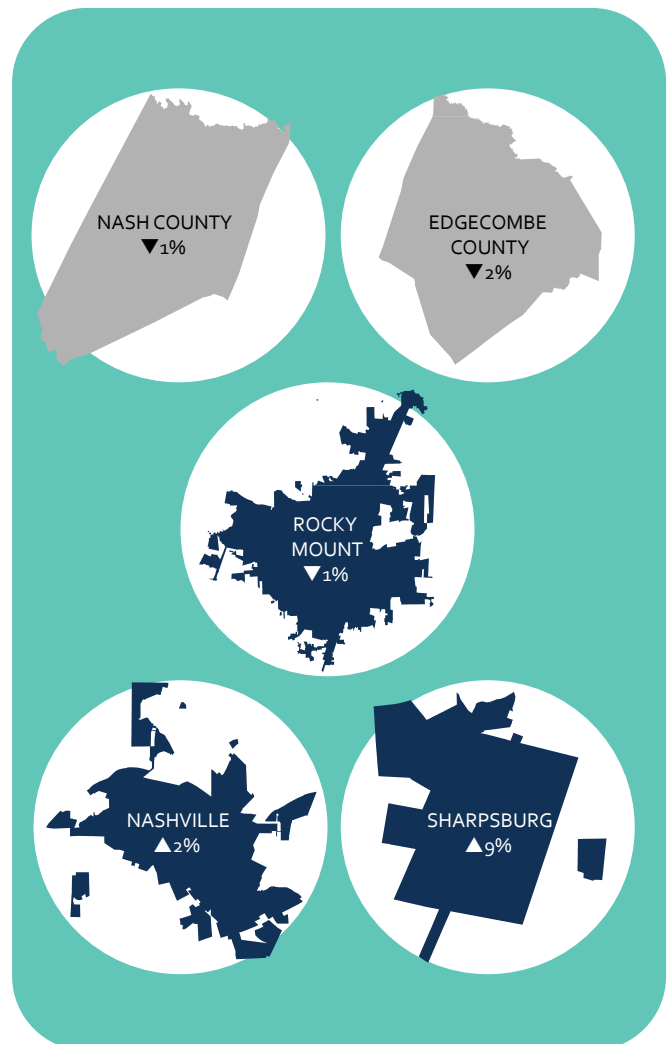 NASH COUNTY
▼1%
EDGECOMBE
COUNTY
▼2%
ROCKY
MOUNT
▼1%
NASHVILLE
▲2%
SHARPSBURG
▲9%